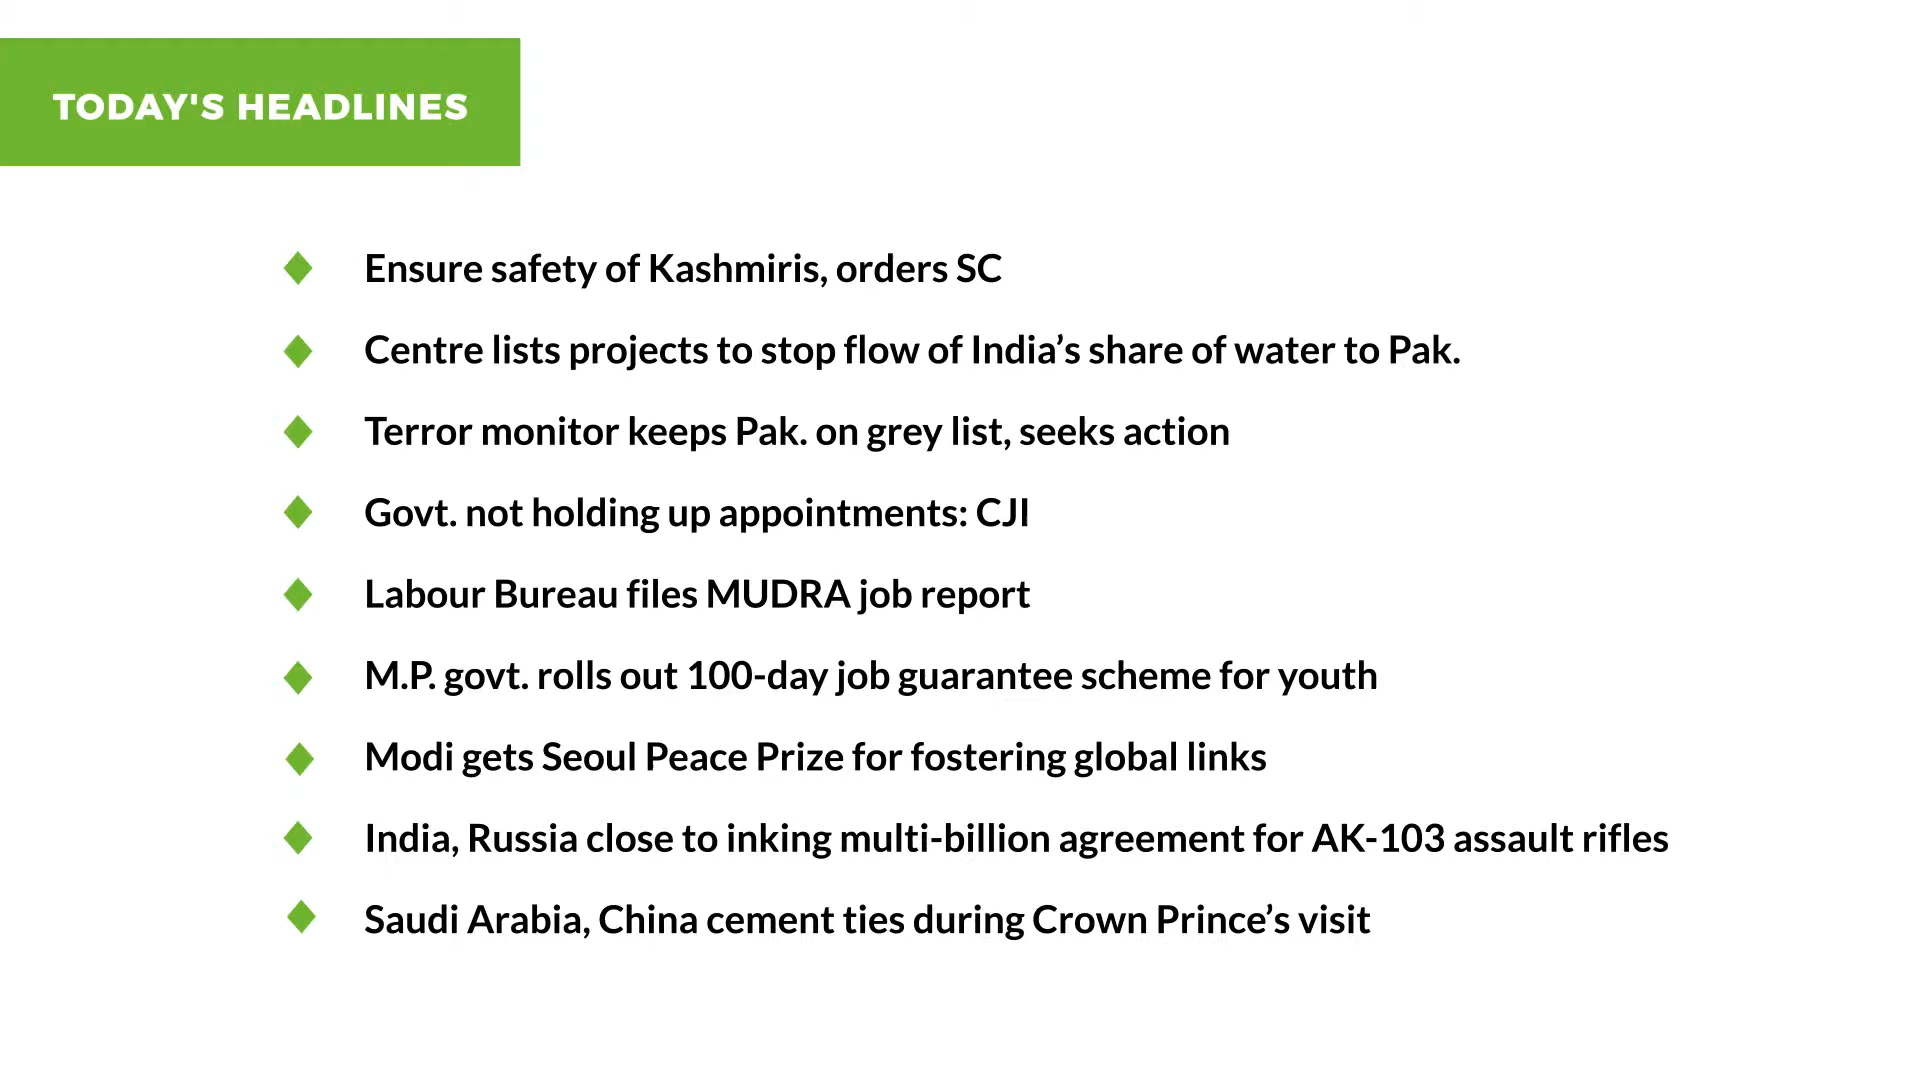 TODAY'S HEADLINES
Ensure safety of Kashmiris, orders SC
Centre lists projects to stop flow of India’s share of water to Pak.
Terror monitor keeps Pak. on grey list, seeks action
Govt. not holding up appointments: CJI
Labour Bureau files MUDRA job report
M.P. govt. rolls out 100-day job guarantee scheme for youth
Modi gets Seoul Peace Prize for fostering global links
India, Russia close to inking multi-billion agreement for AK-103 assault rifles
Saudi Arabia, China cement ties during Crown Prince’s visit